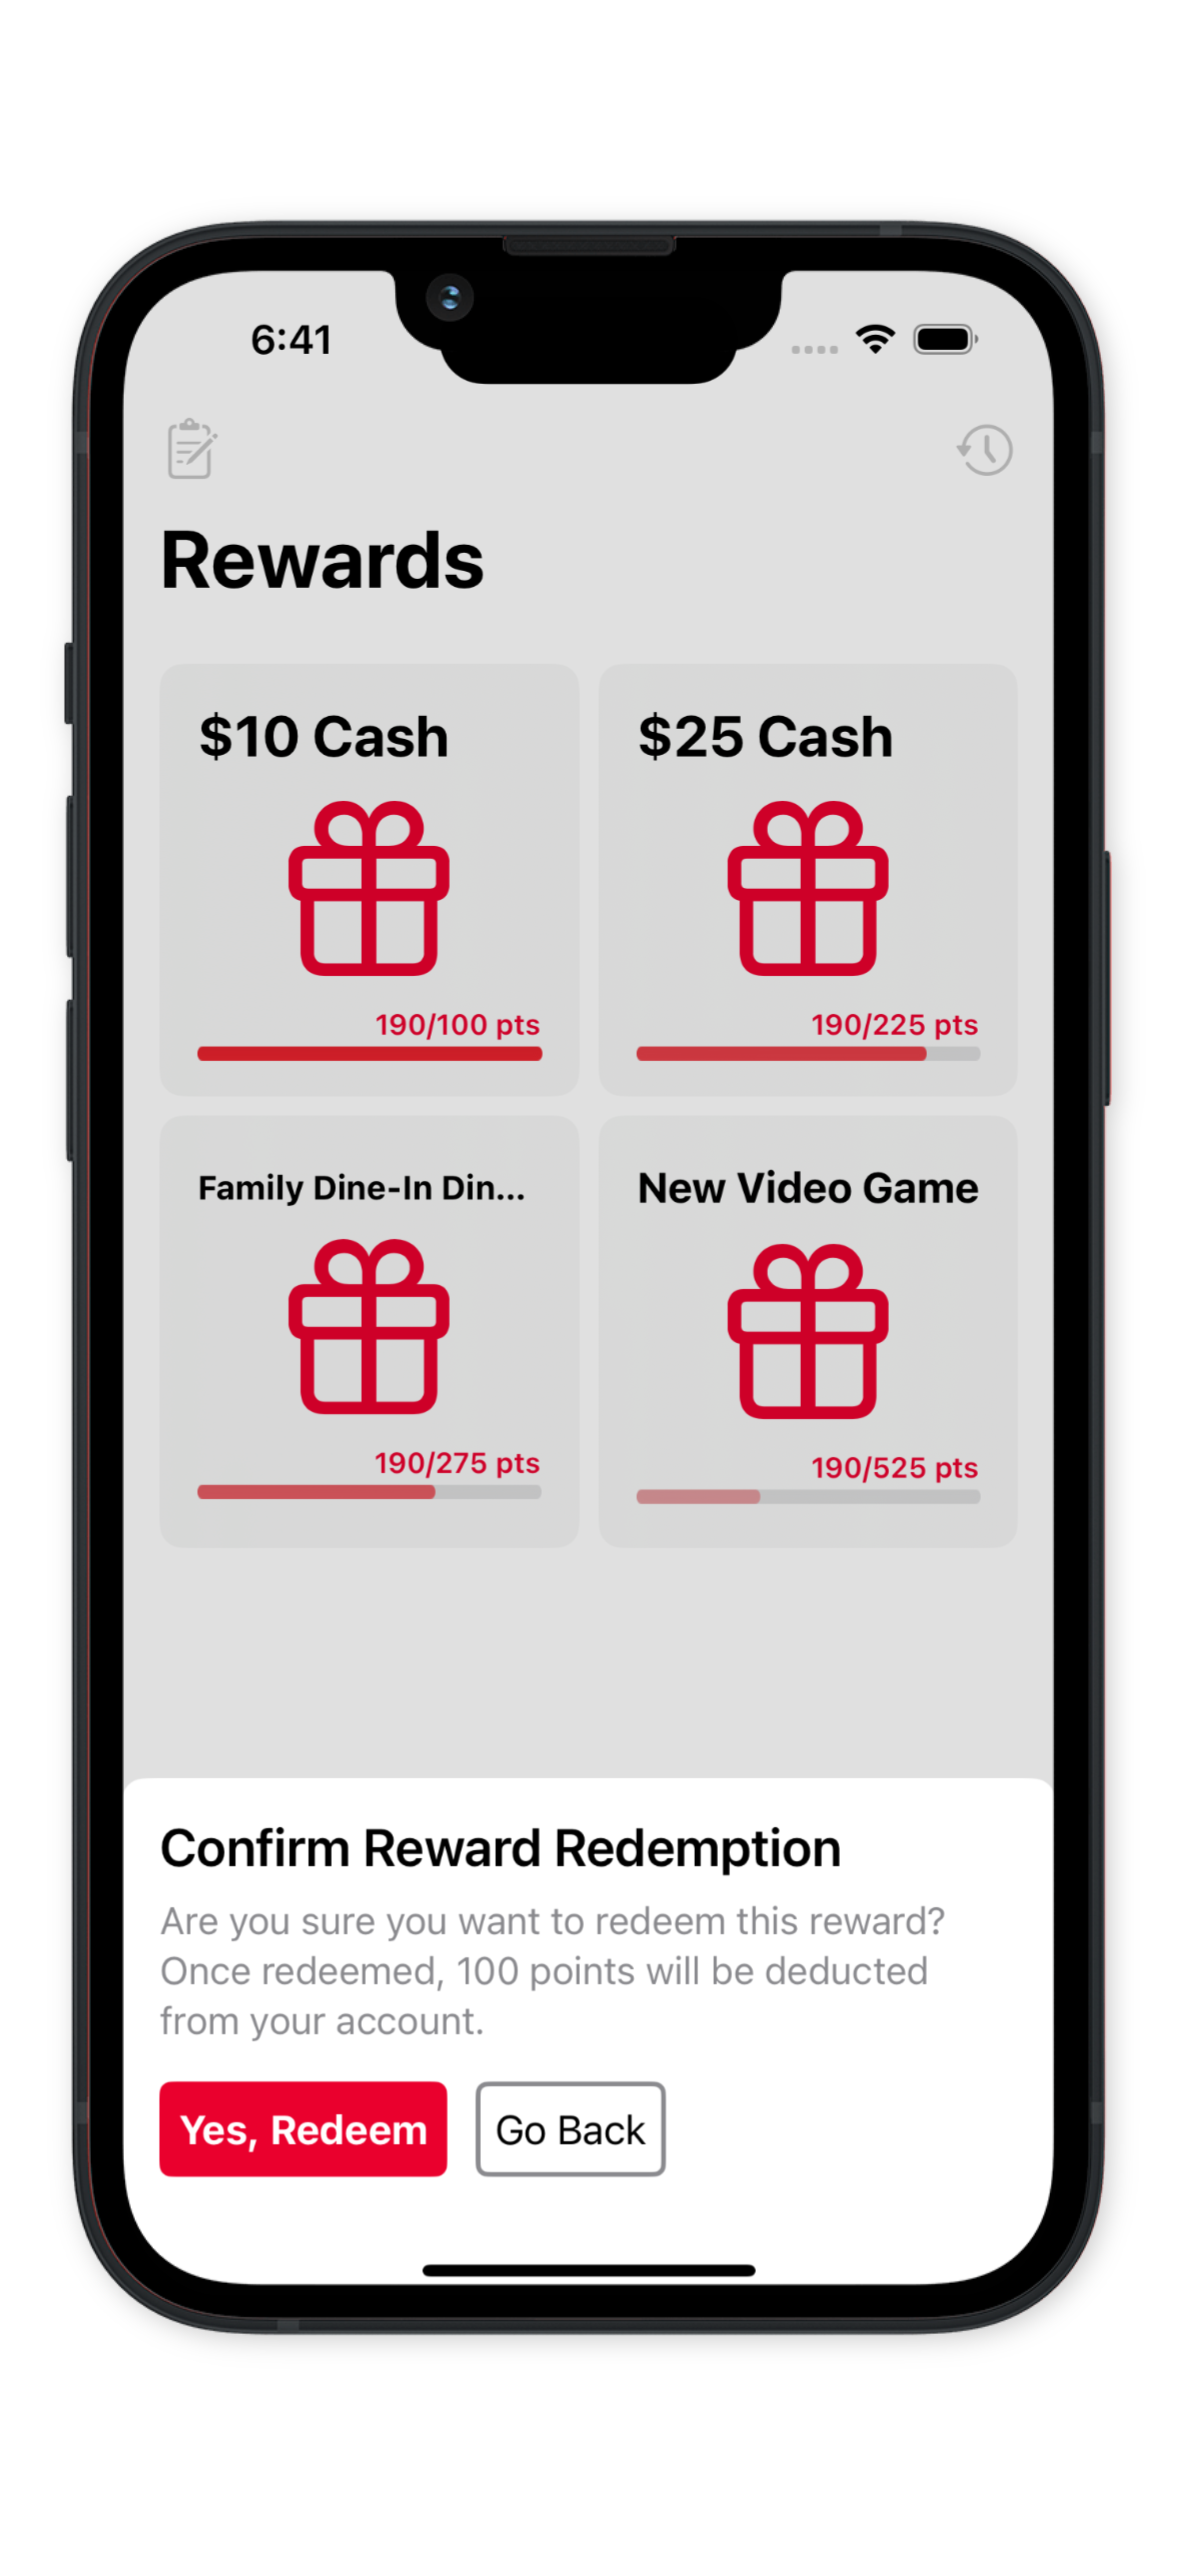 6:41
Rewards
$10 Cash
$25 Cash
190/100 pts
190/225 pts
Family Dine-In Din...
New Video Game
190/275 pts
190/525 pts
Confirm Reward Redemption
Are you sure you want to redeem this reward?
Once redeemed, 100 points will be deducted
from your account.
Yes, Redeem
Go Back